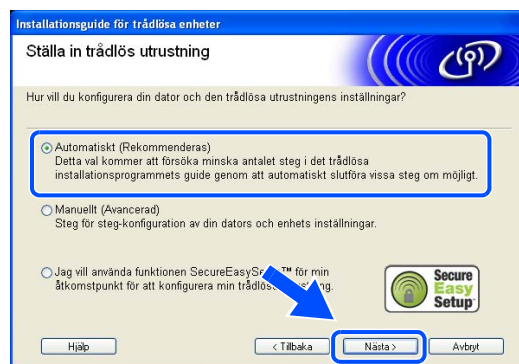 Installationsguide för trådlösa enheter
Ställa in trådlös utrustning
Hur vill du konfigurera din dator och den trådlösa utrustningens inställningar?
Automatiskt (Rekommenderas)
Detta val kommer att försöka minska antalet steg i det trådlösa
installationsprogrammets guide genom att automatiskt slutföra vissa steg om möjligt.
Manuellt (Avancerad)
Steg för steg-konfiguration av din dators och enhets inställningar.
Jag vill använda funktionen ™ för min
åtkomstpunkt för att konfigurera min
Secure
Easy
Setup
Hjälp
< Tillbaka
Nästa >
Avbryt